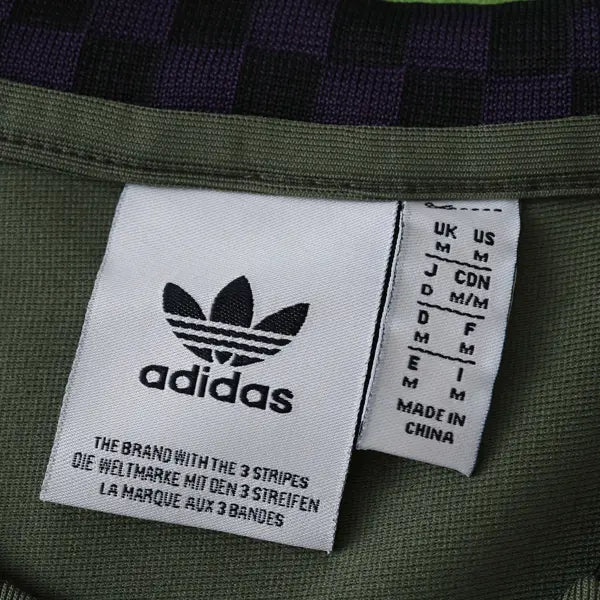 adidas
THE BRAND WITH THE 3 STRIPES
DIE WELTMARKE MIT DEN 3 STREIFEN
LA MARQUE AUX 3 BANDES
UK US
M M
J CDN
D M/M
D F
M M
E I
M M
MADE IN
CHINA